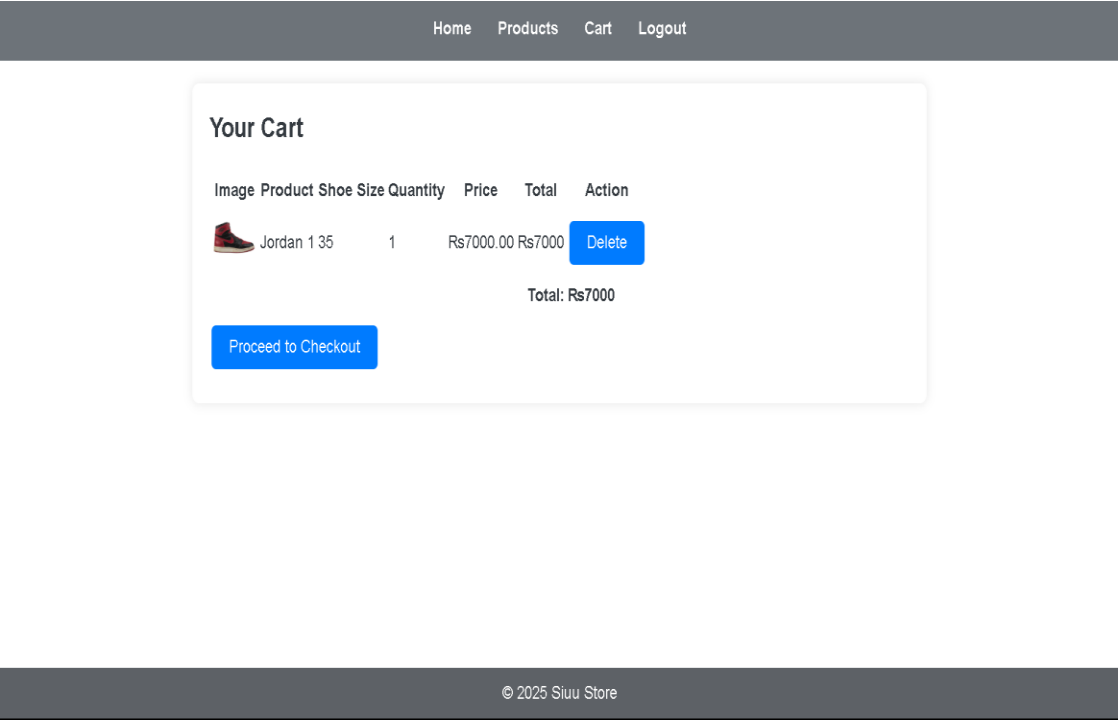 Home Products Cart Logout
Your Cart
Image Product Shoe Size Quantity Price Total Action
Jordan 1 35 1 Rs7000.00 Rs7000 Delete
Total: Rs7000
Proceed to Checkout
© 2025 Siuu Store